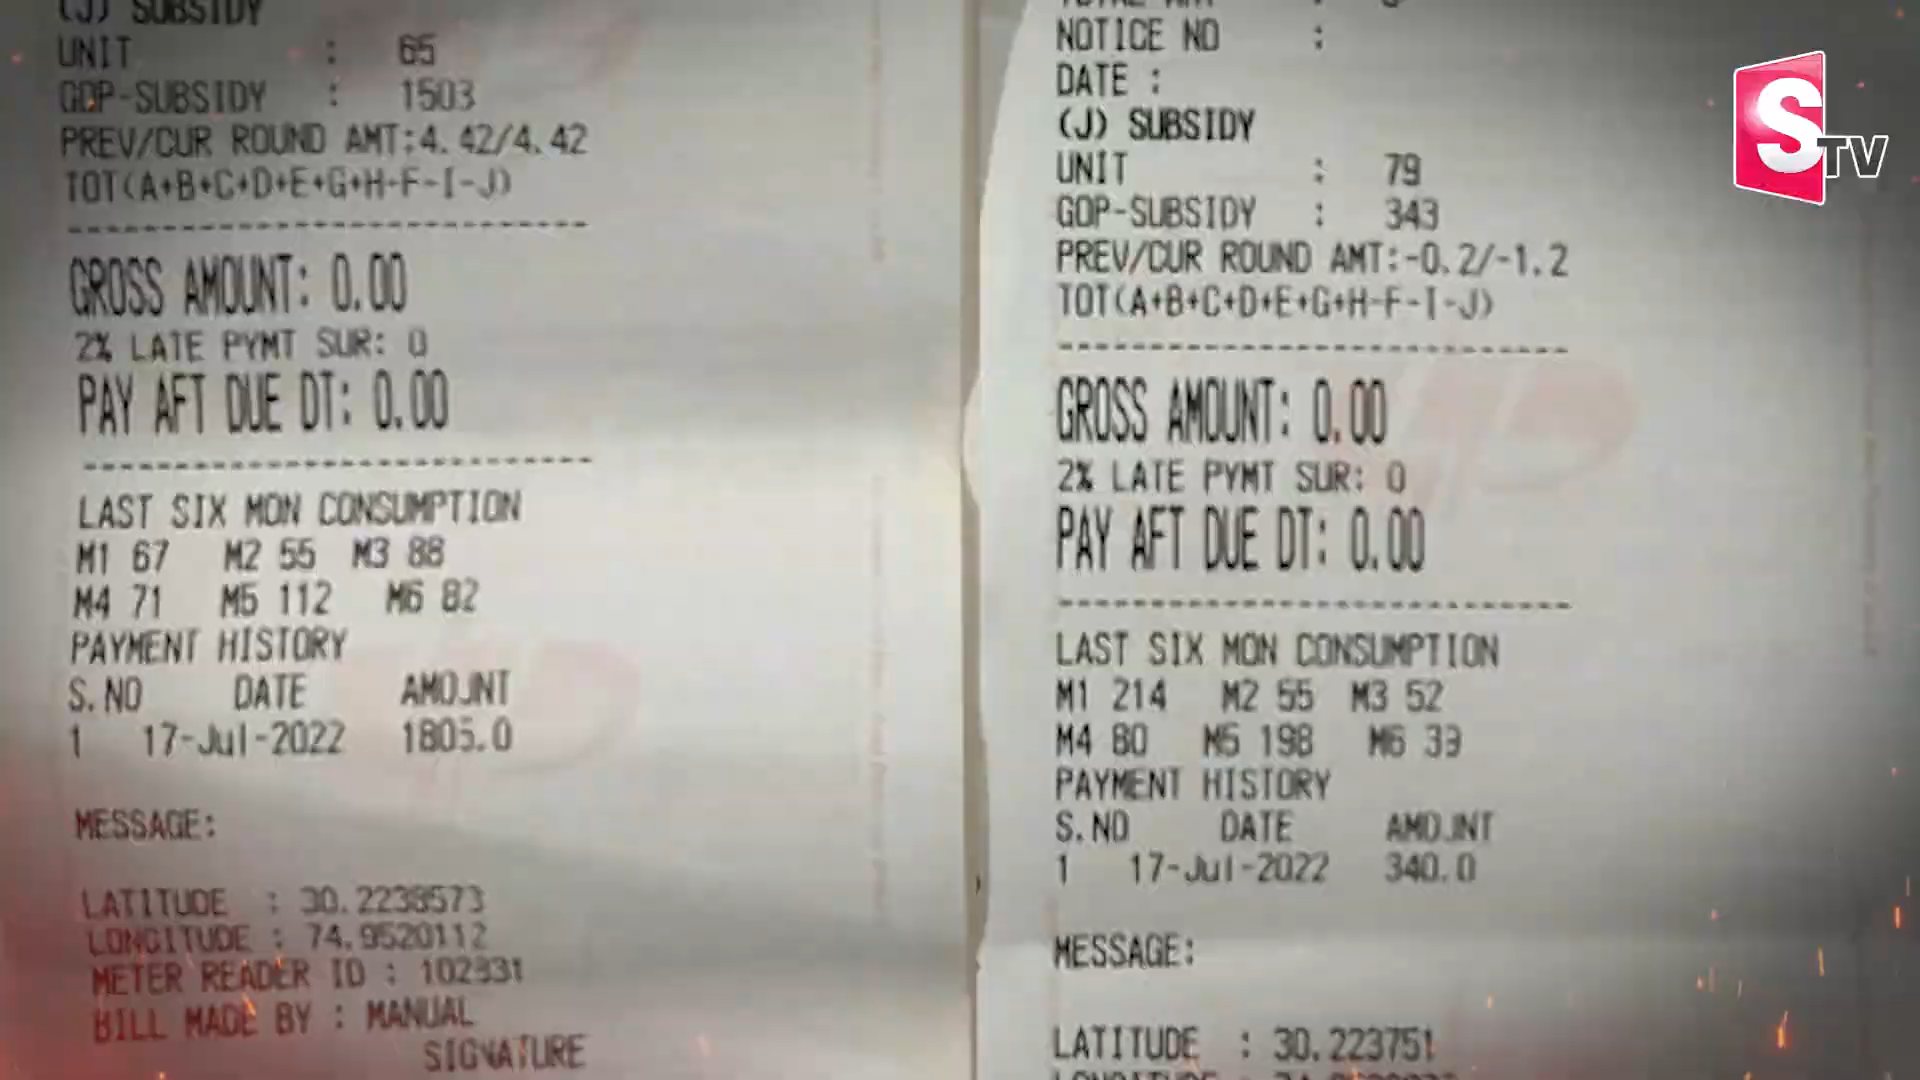 (J) SUBSIDY
UNIT : 65
GOP-SUBSIDY : 1503
PREV/CUR ROUND AMT:4.42/4.42
TOT(A+B+C+D+E+G+H-F-I-J)
GROSS AMOUNT: 0.00
2% LATE PYMT SUR: 0
PAY AFT DUE DT: 0.00
LAST SIX MON CONSUMPTION
M1 67 M2 55 M3 88
M4 71 M5 112 M6 82
PAYMENT HISTORY
S.NO DATE AMOUNT
1 17-Jul-2022 1805.0
MESSAGE:
LATITUDE : 30.2238573
LONGITUDE : 74.9520112
METER READER ID : 102331
BILL MADE BY : MANUAL
SIGNATURE
NOTICE NO :
DATE :
(J) SUBSIDY
UNIT : 79
GOP-SUBSIDY : 343
PREV/CUR ROUND AMT:-0.2/-1.2
TOT(A+B+C+D+E+G+H-F-I-J)
GROSS AMOUNT: 0.00
2% LATE PYMT SUR: 0
PAY AFT DUE DT: 0.00
LAST SIX MON CONSUMPTION
M1 214 M2 55 M3 52
M4 80 M5 198 M6 39
PAYMENT HISTORY
S.NO DATE AMOUNT
1 17-Jul-2022 340.0
MESSAGE:
LATITUDE : 30.223751
S TV